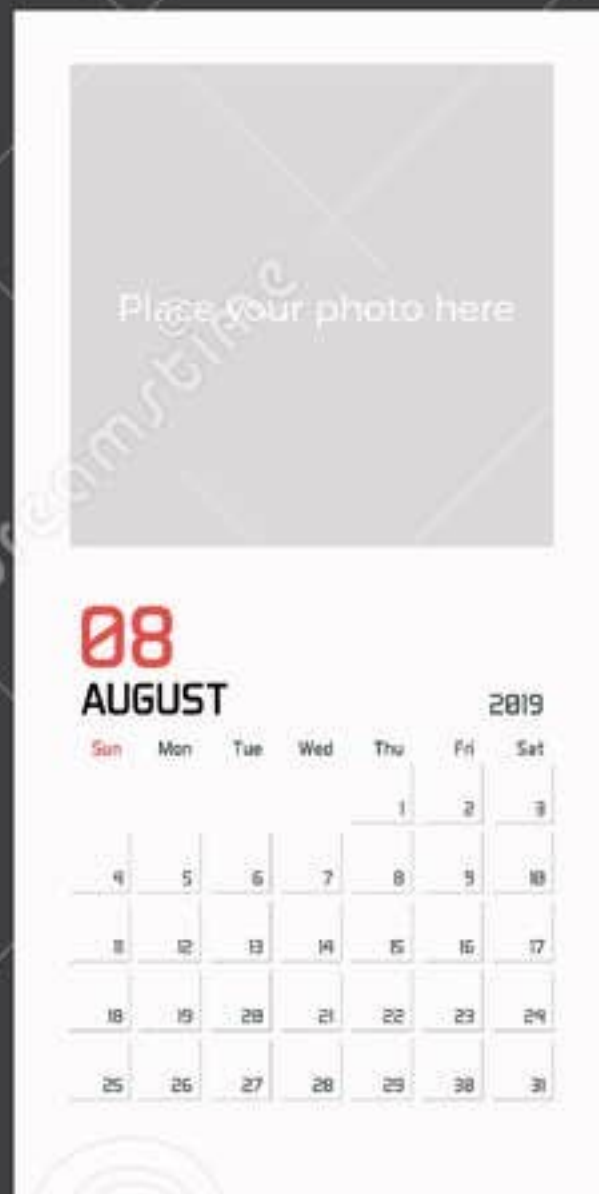 Place your photo here
dreamstime
08
AUGUST
2019
Sun Mon Tue Wed Thu Fri Sat
1 2 3
4 5 6 7 8 9 10
11 12 13 14 15 16 17
18 19 20 21 22 23 24
25 26 27 28 29 30 31